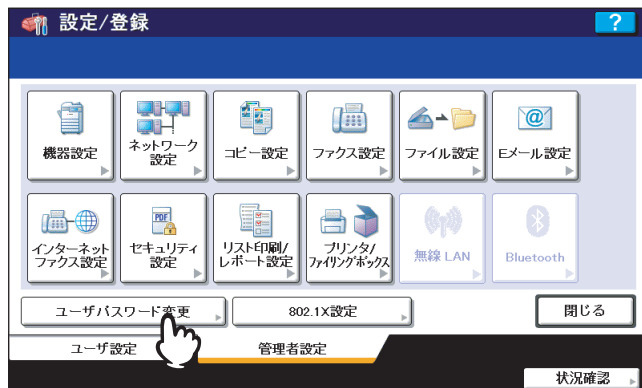 設定/登録
?
機器設定
ネットワーク
設定
コピー設定
ファクス設定
ファイル設定
Eメール設定
@
インターネット
ファクス設定
PDF
セキュリティ
設定
リスト印刷/
レポート設定
プリンタ/
ファイリングボックス
無線 LAN
Bluetooth
ユーザパスワード変更
802.1X設定
閉じる
ユーザ設定
管理者設定
状況確認